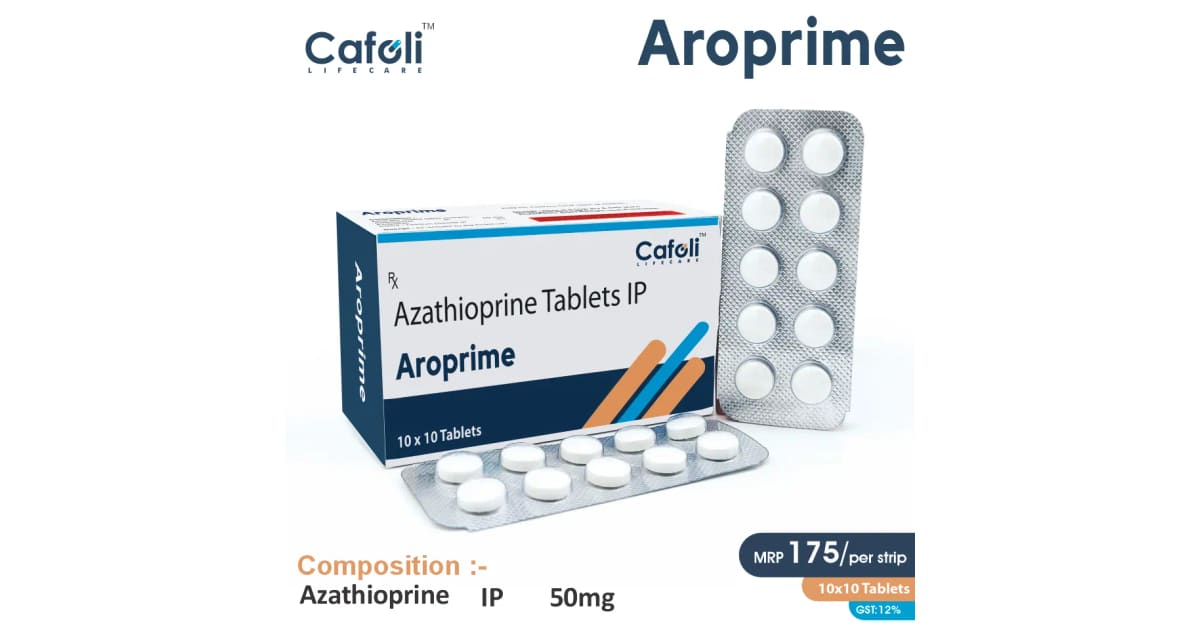 Cafoli TM
LIFECARE
Aroprime
Aroprime
Cafoli TM
LIFECARE
Rx
Azathioprine Tablets IP
Aroprime
Aroprime
10 x 10 Tablets
Composition :-
Azathioprine IP 50mg
MRP 175/per strip
10x10 Tablets
GST:12%